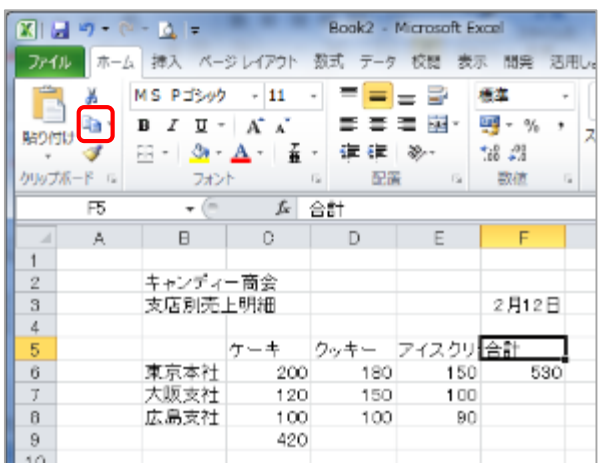 Book2 - Microsoft Excel
ファイル ホーム 挿入 ページ レイアウト 数式 データ 校閲 表示 開発 活用し
MS Pゴシック 11 標準
貼り付け B I U A A %
A
クリップボード フォント 配置 数値
F5 fx 合計
A B C D E F
1
2 キャンディー商会
3 支店別売上明細 2月12日
4
5 ケーキ クッキー アイスクリ 合計
6 東京本社 200 180 150 530
7 大阪支社 120 150 100
8 広島支社 100 100 90
9 420
10